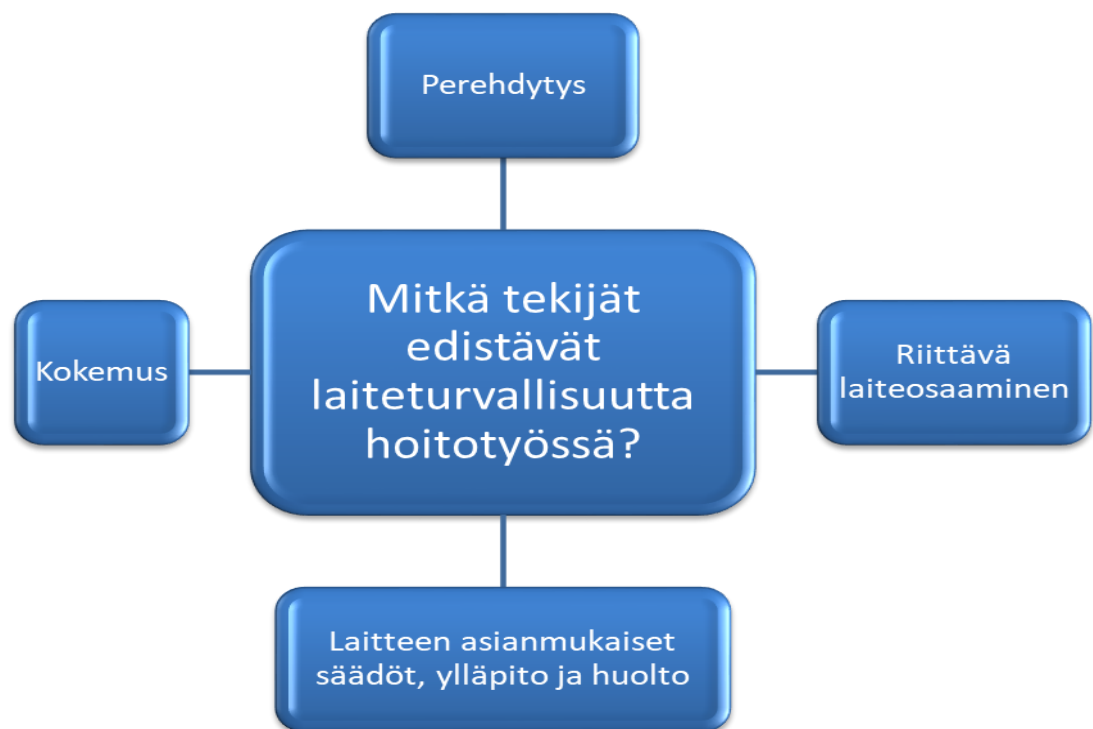 Perehdytys
Mitkä tekijät
edistävät
laiteturvallisuutta
hoitotyössä?
Kokemus
Riittävä
laiteosaaminen
Laitteen asianmukaiset
säädöt, ylläpito ja huolto